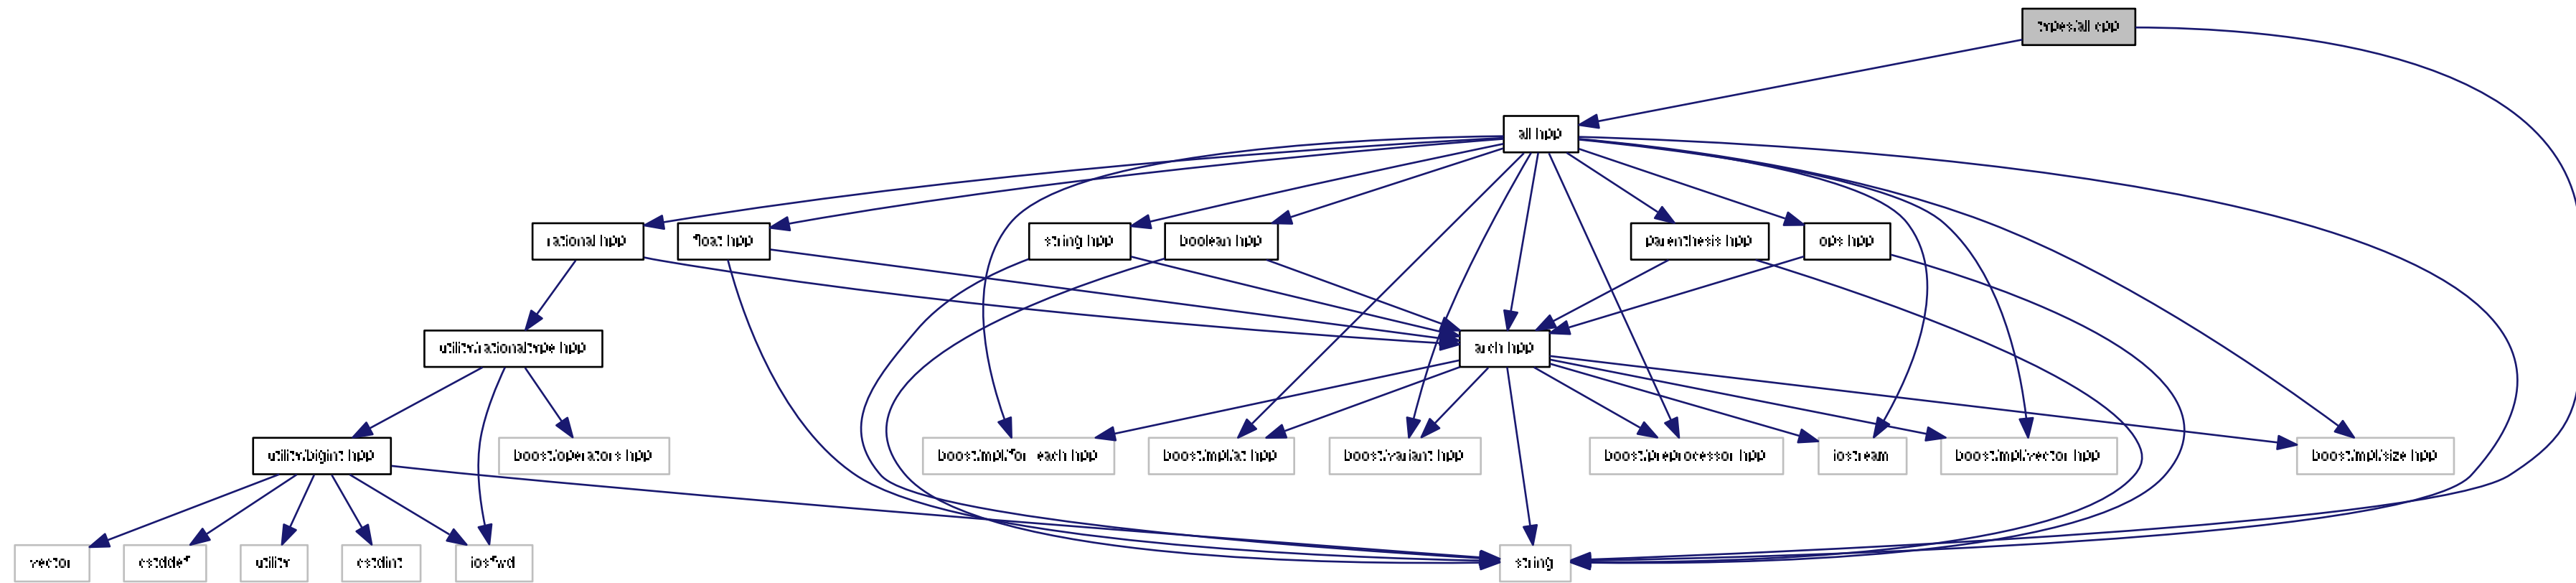 types/all.cpp
all.hpp
rational.hpp
float.hpp
string.hpp
boolean.hpp
parenthesis.hpp
ops.hpp
utility/rationaltype.hpp
arch.hpp
utility/bigint.hpp
boost/operators.hpp
boost/mpl/for_each.hpp
boost/mpl/at.hpp
boost/variant.hpp
boost/preprocessor.hpp
iostream
boost/mpl/vector.hpp
boost/mpl/size.hpp
vector
cstddef
utility
cstdint
iosfwd
string